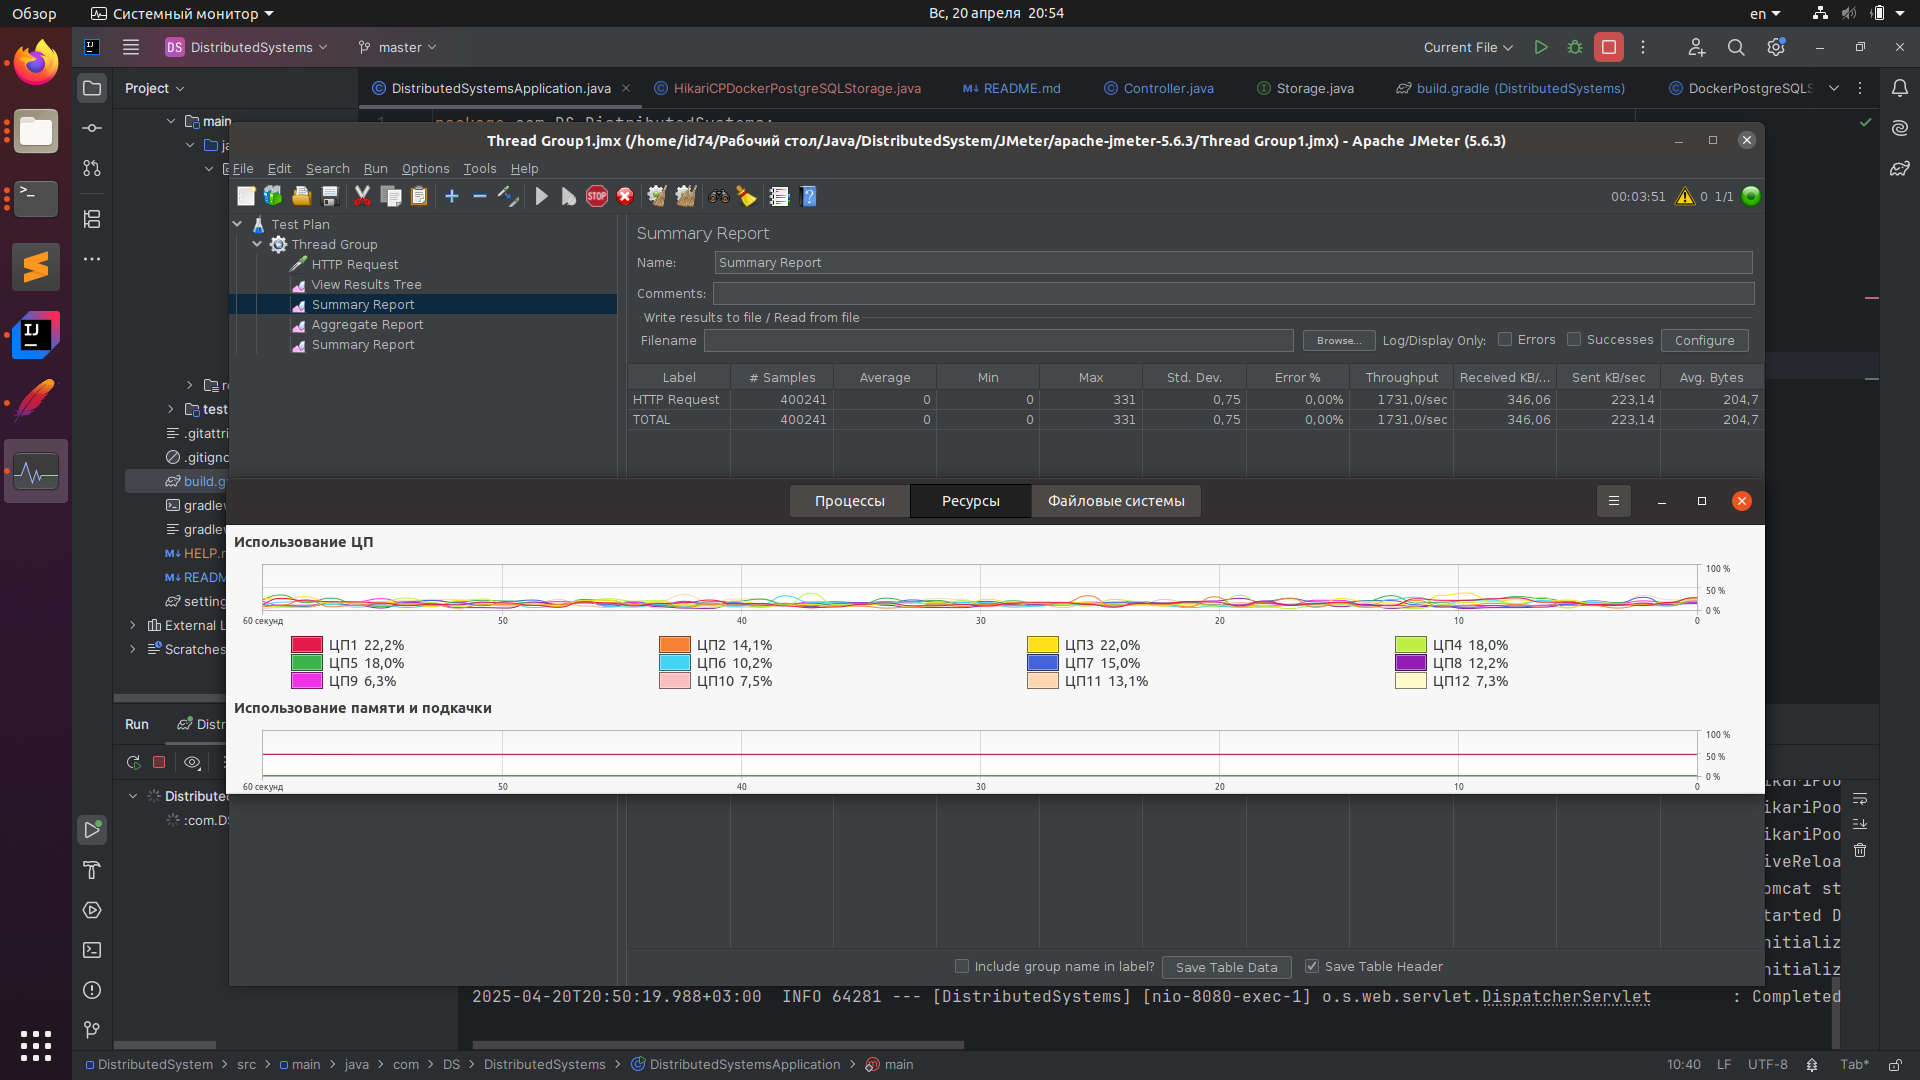 Обзор
Системный монитор
Вс, 20 апреля 20:54
en
DS DistributedSystems
master
Current File
Project
DistributedSystemsApplication.java
HikariCPDockerPostgreSQLStorage.java
M↓ README.md
Controller.java
Storage.java
build.gradle (DistributedSystems)
DockerPostgreSQLS
main
test
.gitattri
.gitigno
build.g
gradlew
gradlew
M↓ HELP.r
M↓ READM
setting
External L
Scratches
Thread Group1.jmx (/home/id74/Рабочий стол/Java/DistributedSystem/JMeter/apache-jmeter-5.6.3/Thread Group1.jmx) - Apache JMeter (5.6.3)
File Edit Search Run Options Tools Help
STOP
00:03:51 0 1/1
Test Plan
Thread Group
HTTP Request
View Results Tree
Summary Report
Aggregate Report
Summary Report
Summary Report
Name: Summary Report
Comments:
Write results to file / Read from file
Filename Browse... Log/Display Only: Errors Successes Configure
Label # Samples Average Min Max Std. Dev. Error % Throughput Received KB/... Sent KB/sec Avg. Bytes
HTTP Request 400241 0 0 331 0,75 0,00% 1731,0/sec 346,06 223,14 204,7
TOTAL 400241 0 0 331 0,75 0,00% 1731,0/sec 346,06 223,14 204,7
Процессы Ресурсы Файловые системы
Использование ЦП
100 %
50 %
0 %
60 секунд 50 40 30 20 10 0
ЦП1 22,2% ЦП2 14,1% ЦП3 22,0% ЦП4 18,0%
ЦП5 18,0% ЦП6 10,2% ЦП7 15,0% ЦП8 12,2%
ЦП9 6,3% ЦП10 7,5% ЦП11 13,1% ЦП12 7,3%
Использование памяти и подкачки
100 %
50 %
0 %
60 секунд 50 40 30 20 10 0
Run Distr
Distribute
:com.DS
ikariPoo
ikariPoo
ikariPoo
iveReloa
omcat st
tarted D
nitializ
nitializ
Include group name in label? Save Table Data Save Table Header
2025-04-20T20:50:19.988+03:00 INFO 64281 --- [DistributedSystems] [nio-8080-exec-1] o.s.web.servlet.DispatcherServlet : Completed
DistributedSystem > src > main > java > com > DS > DistributedSystems > DistributedSystemsApplication > main
10:40 LF UTF-8 Tab*